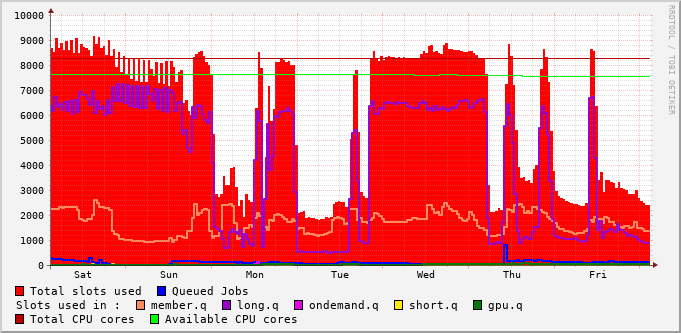 10000
9000
8000
7000
6000
5000
4000
3000
2000
1000
0
Sat Sun Mon Tue Wed Thu Fri
RRDTOOL / TOBI OETIKER
Total slots used Queued Jobs
Slots used in : member.q long.q ondemand.q short.q gpu.q
Total CPU cores Available CPU cores